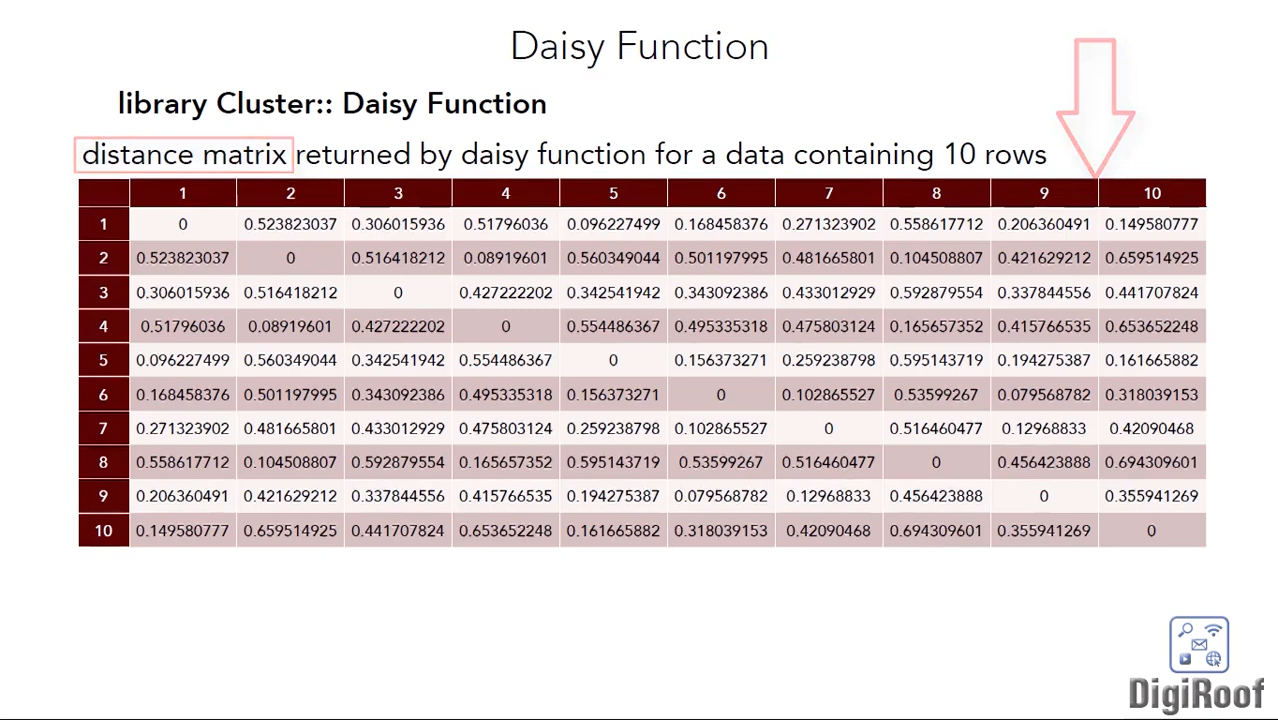 Daisy Function
library Cluster:: Daisy Function
distance matrix returned by daisy function for a data containing 10 rows
1 2 3 4 5 6 7 8 9 10
1 0 0.523823037 0.306015936 0.51796036 0.096227499 0.168458376 0.271323902 0.558617712 0.206360491 0.149580777
2 0.523823037 0 0.516418212 0.08919601 0.560349044 0.501197995 0.481665801 0.104508807 0.421629212 0.659514925
3 0.306015936 0.516418212 0 0.427222202 0.342541942 0.343092386 0.433012929 0.592879554 0.337844556 0.441707824
4 0.51796036 0.08919601 0.427222202 0 0.554486367 0.495335318 0.475803124 0.165657352 0.415766535 0.653652248
5 0.096227499 0.560349044 0.342541942 0.554486367 0 0.156373271 0.259238798 0.595143719 0.194275387 0.161665882
6 0.168458376 0.501197995 0.343092386 0.495335318 0.156373271 0 0.102865527 0.53599267 0.079568782 0.318039153
7 0.271323902 0.481665801 0.433012929 0.475803124 0.259238798 0.102865527 0 0.516460477 0.12968833 0.42090468
8 0.558617712 0.104508807 0.592879554 0.165657352 0.595143719 0.53599267 0.516460477 0 0.456423888 0.694309601
9 0.206360491 0.421629212 0.337844556 0.415766535 0.194275387 0.079568782 0.12968833 0.456423888 0 0.355941269
10 0.149580777 0.659514925 0.441707824 0.653652248 0.161665882 0.318039153 0.42090468 0.694309601 0.355941269 0
DigiRoof